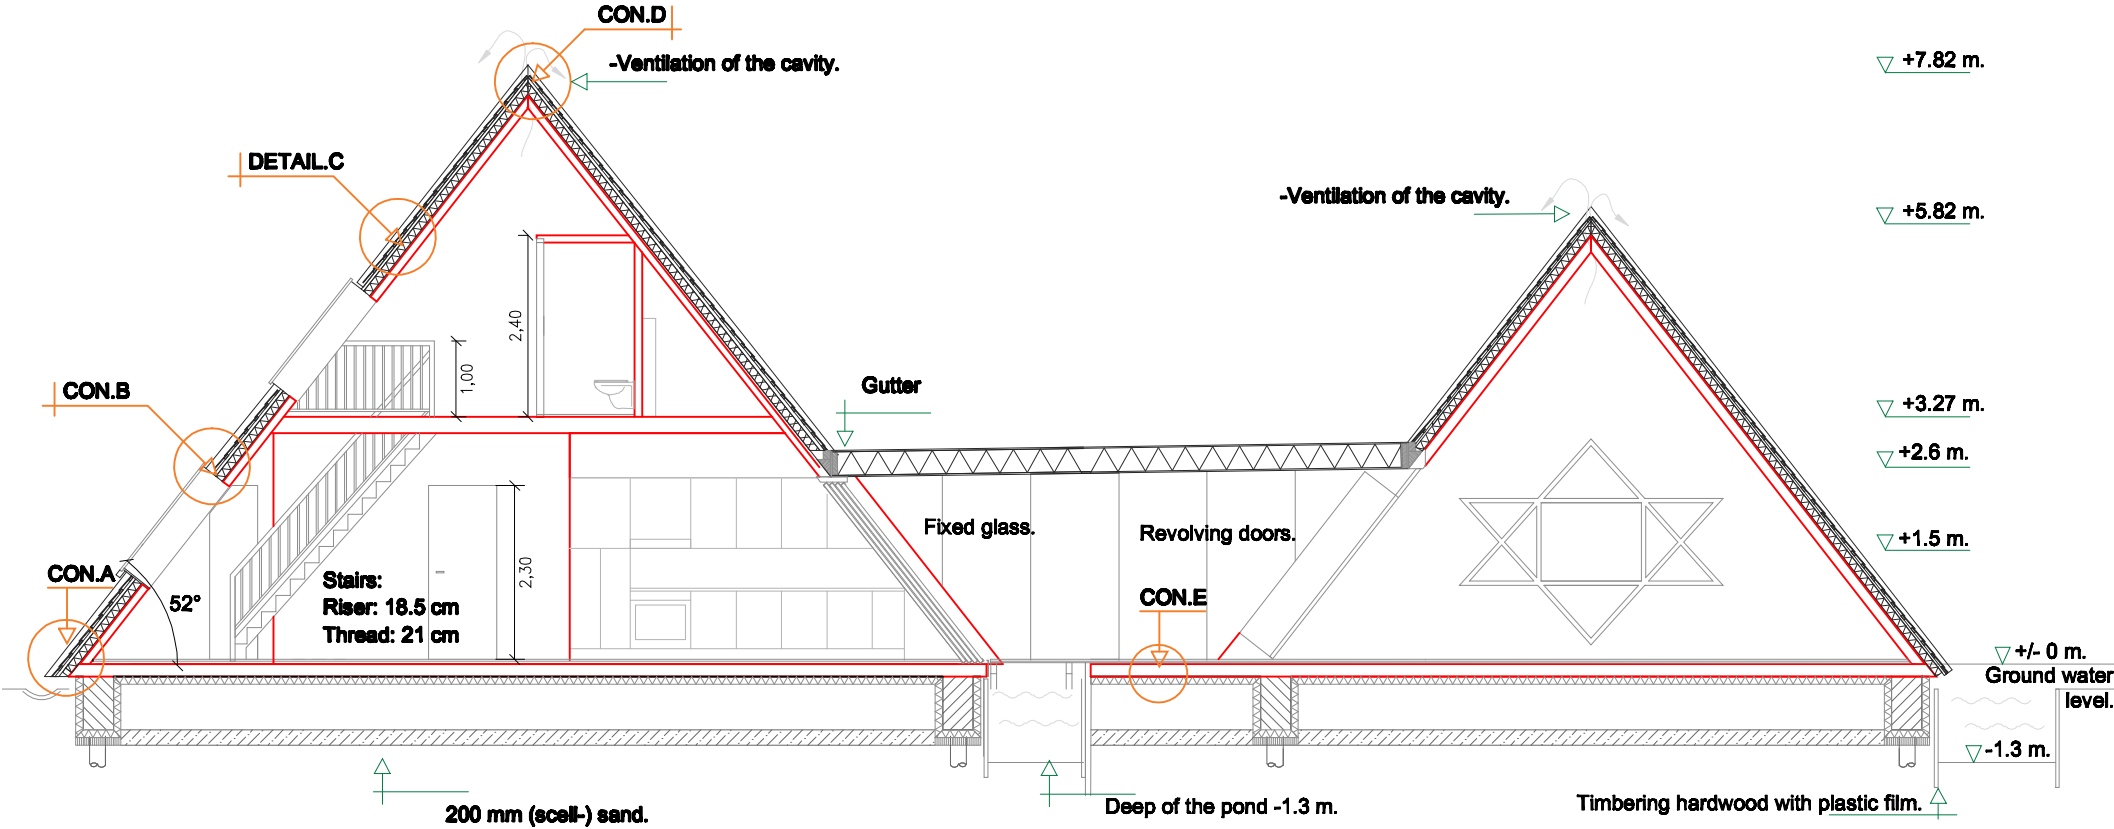 CON.D
-Ventilation of the cavity.
+7.82 m.
DETAIL.C
-Ventilation of the cavity.
+5.82 m.
2,40
1,00
CON.B
Gutter
+3.27 m.
+2.6 m.
Fixed glass.
Revolving doors.
+1.5 m.
CON.A
52°
Stairs:
Riser: 18.5 cm
Thread: 21 cm
2,30
CON.E
+/- 0 m.
Ground water
level.
-1.3 m.
200 mm (scell-) sand.
Deep of the pond -1.3 m.
Timbering hardwood with plastic film.